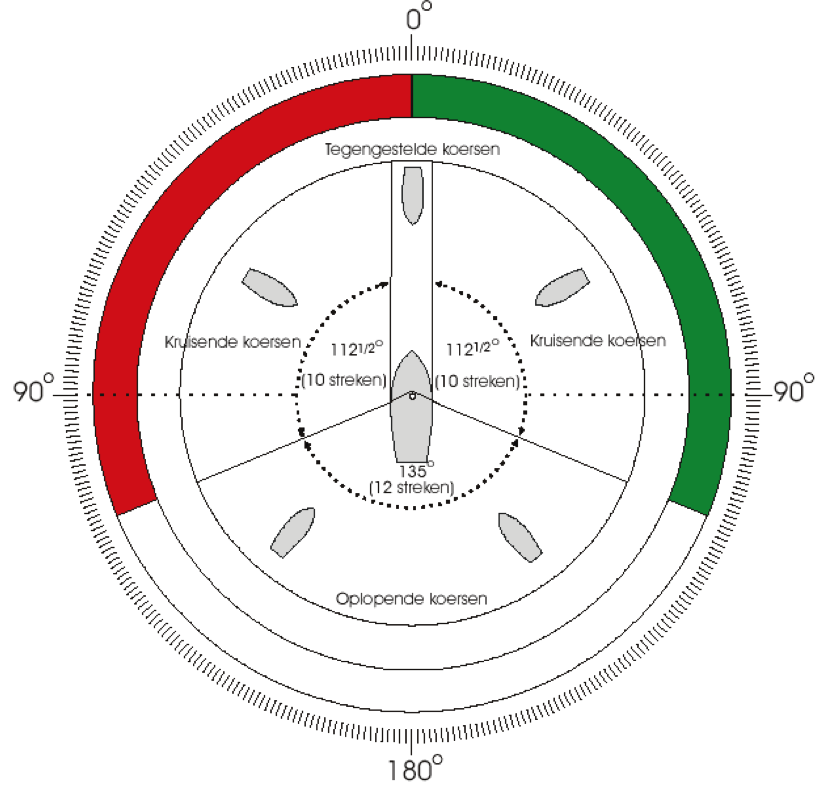 0°
Tegengestelde koersen
Kruisende koersen
Kruisende koersen
112 1/2°
(10 streken)
112 1/2°
(10 streken)
90°
90°
135°
(12 streken)
Oplopende koersen
180°